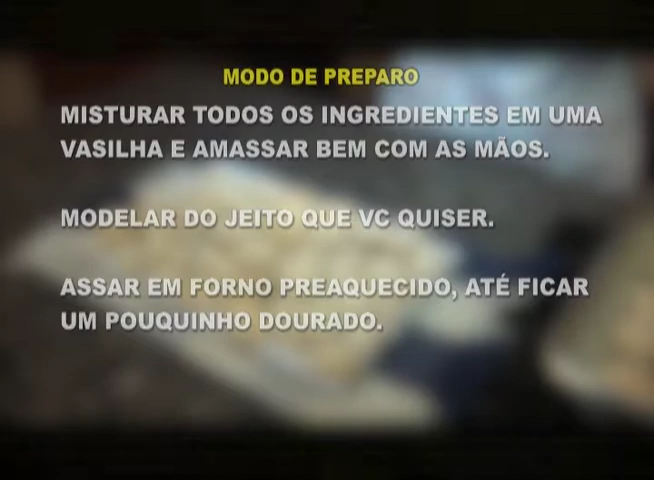 MODO DE PREPARO
MISTURAR TODOS OS INGREDIENTES EM UMA
VASILHA E AMASSAR BEM COM AS MÃOS.
MODELAR DO JEITO QUE VC QUISER.
ASSAR EM FORNO PREAQUECIDO, ATÉ FICAR
UM POUQUINHO DOURADO.